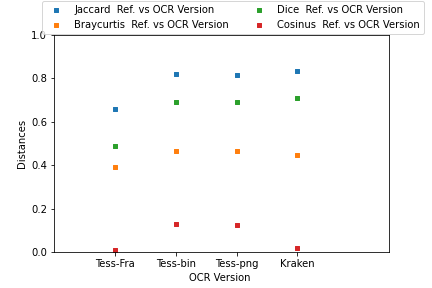 Jaccard Ref. vs OCR Version
Braycurtis Ref. vs OCR Version
Dice Ref. vs OCR Version
Cosinus Ref. vs OCR Version
1.0
0.8
0.6
0.4
0.2
0.0
Distances
Tess-Fra Tess-bin Tess-png Kraken
OCR Version